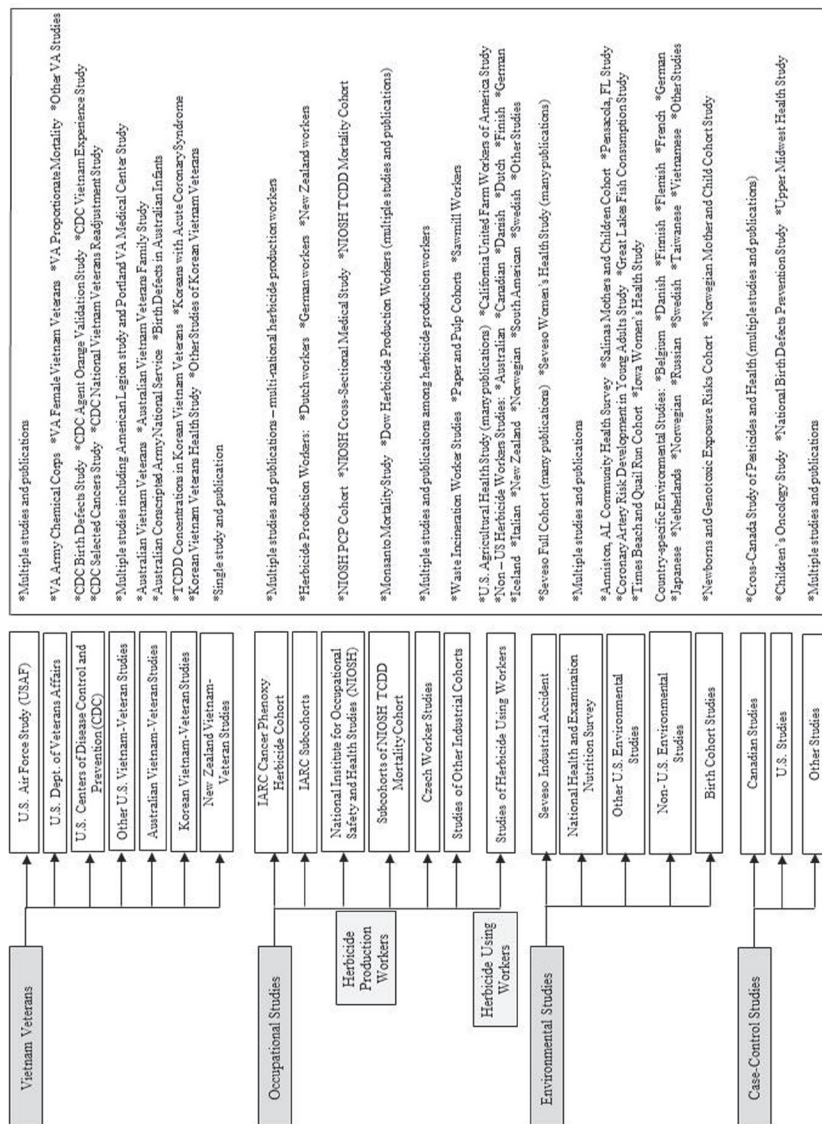 Vietnam Veterans
U.S. Air Force Study (USAF)
*Multiple studies and publications
U.S. Dept. of Veterans Affairs
*VA Army Chemical Corps *VA Female Vietnam Veterans *VA Proportionate Mortality *Other VA Studies
U.S. Centers of Disease Control and
Prevention (CDC)
*CDC Birth Defects Study *CDC Agent Orange Validation Study *CDC Vietnam Experience Study
*CDC Selected Cancers Study *CDC National Vietnam Veterans Readjustment Study
Other U.S. Vietnam-Veteran Studies
*Multiple studies including American Legion study and Portland VA Medical Center Study
Australian Vietnam-Veteran Studies
*Australian Vietnam Veterans *Australian Vietnam Veterans Family Study
*Australian Conscripted Army National Service *Birth Defects in Australian Infants
Korean Vietnam-Veteran Studies
*TCDD Concentrations in Korean Vietnam Veterans *Koreans with Acute Coronary Syndrome
*Korean Vietnam Veterans Health Study *Other Studies of Korean Vietnam Veterans
New Zealand Vietnam-
Veteran Studies
*Single study and publication
Occupational Studies
Herbicide
Production
Workers
IARC Cancer Phenoxy
Herbicide Cohort
*Multiple studies and publications – multi-national herbicide production workers
IARC Subcohorts
*Herbicide Production Workers: *Dutch workers *German workers *New Zealand workers
National Institute for Occupational
Safety and Health Studies (NIOSH)
*NIOSH PCP Cohort *NIOSH Cross-Sectional Medical Study *NIOSH TCDD Mortality Cohort
Subcohorts of NIOSH TCDD
Mortality Cohort
*Monsanto Mortality Study *Dow Herbicide Production Workers (multiple studies and publications)
Czech Worker Studies
*Multiple studies and publications among herbicide production workers
Studies of Other Industrial Cohorts
*Waste Incineration Worker Studies *Paper and Pulp Cohorts *Sawmill Workers
Herbicide Using
Workers
Studies of Herbicide Using Workers
*U.S. Agricultural Health Study (many publications) *California United Farm Workers of America Study
*Non – US Herbicide Workers Studies: *Australian *Canadian *Danish *Dutch *Finish *German
Iceland *Italian *New Zealand *Norwegian *South American *Swedish *Other Studies
Environmental Studies
Seveso Industrial Accident
*Seveso Full Cohort (many publications) *Seveso Women`s Health Study (many publications)
National Health and Examination
Nutrition Survey
*Multiple studies and publications
Other U.S. Environmental
Studies
*Anniston, AL Community Health Survey *Salinas Mothers and Children Cohort *Pensacola, FL Study
*Coronary Artery Risk Development in Young Adults Study *Great Lakes Fish Consumption Study
*Times Beach and Quail Run Cohort *Iowa Women`s Health Study
Non- U.S. Environmental
Studies
Country-specific Environmental Studies: *Belgium *Danish *Finnish *Flemish *French *German
*Japanese *Netherlands *Norwegian *Russian *Swedish *Taiwanese *Vietnamese *Other Studies
Birth Cohort Studies
*Newborns and Genotoxic Exposure Risks Cohort *Norwegian Mother and Child Cohort Study
Case-Control Studies
Canadian Studies
*Cross-Canada Study of Pesticides and Health (multiple studies and publications)
U.S. Studies
*Children`s Oncology Study *National Birth Defects Prevention Study *Upper Midwest Health Study
Other Studies
*Multiple studies and publications